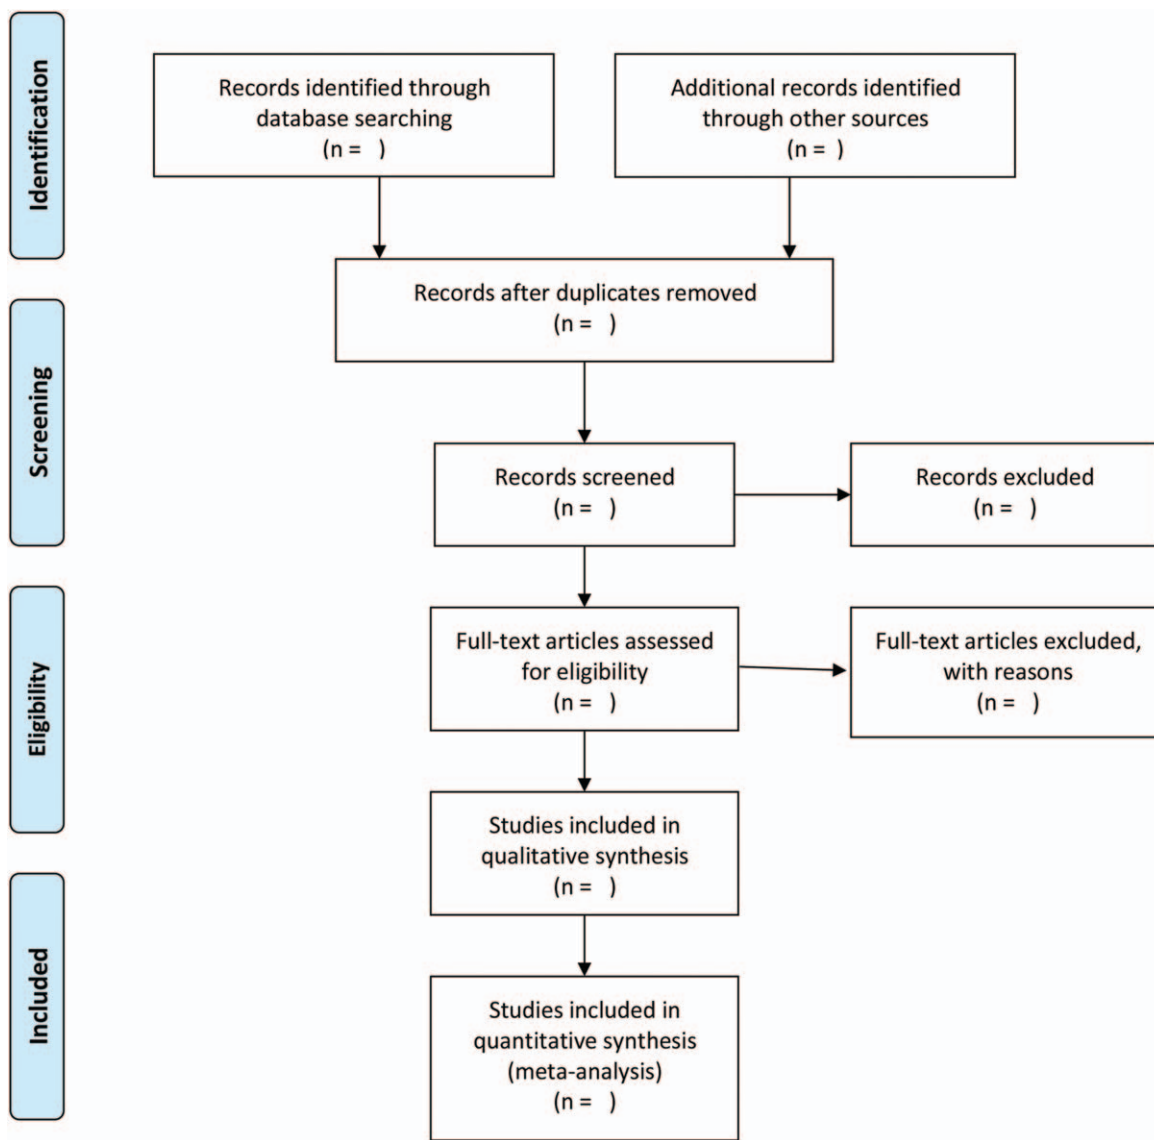 Identification
Records identified through
database searching
(n =   )
Additional records identified
through other sources
(n =  )
Records after duplicates removed
(n =   )
Screening
Records screened
(n =   )
Records excluded
(n =   )
Eligibility
Full-text articles assessed
for eligibility
(n =   )
Full-text articles excluded,
with reasons
(n =   )
Studies included in
qualitative synthesis
(n =   )
Included
Studies included in
quantitative synthesis
(meta-analysis)
(n =   )